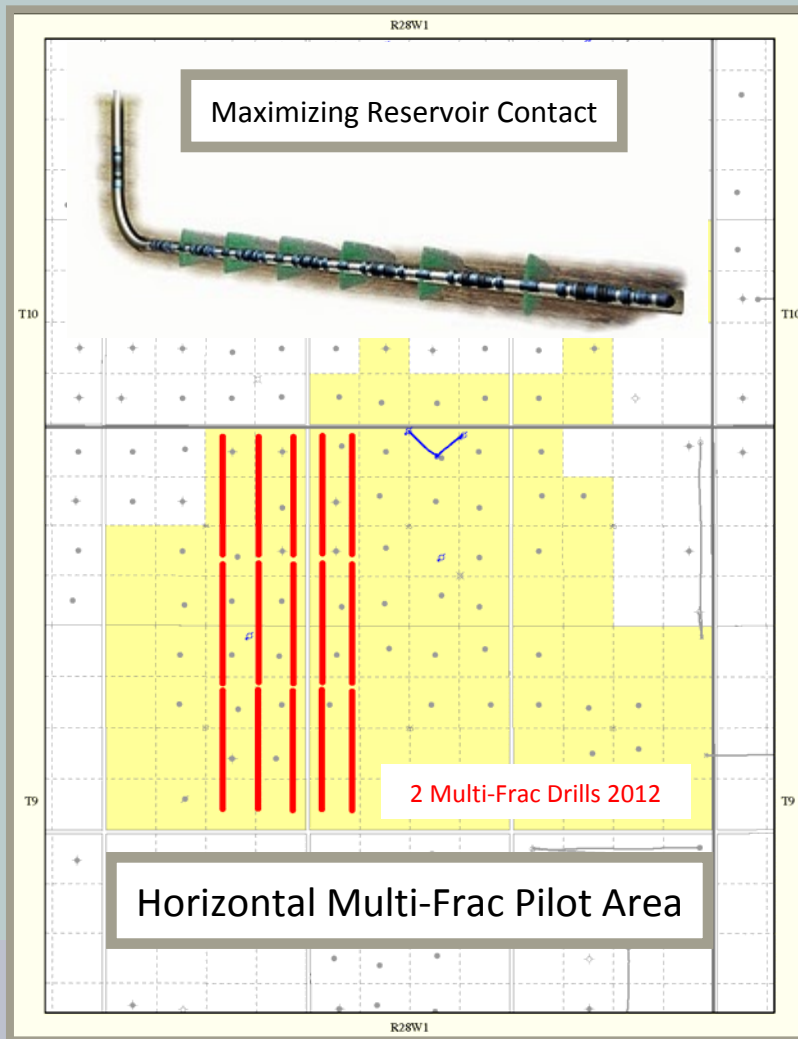 R28W1
Maximizing Reservoir Contact
T10
T10
T9
T9
2 Multi-Frac Drills 2012
Horizontal Multi-Frac Pilot Area
R28W1